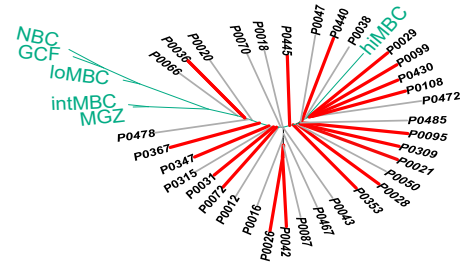 NBC
GCF
loMBC
intMBC
MGZ
P0036
P0066
P0020
P0070
P0018
P0445
P0047
P0440
P0038
hiMBC
P0029
P0099
P0430
P0108
P0472
P0485
P0095
P0309
P0021
P0050
P0028
P0353
P0043
P0467
P0087
P0042
P0026
P0016
P0012
P0072
P0031
P0315
P0347
P0367
P0478